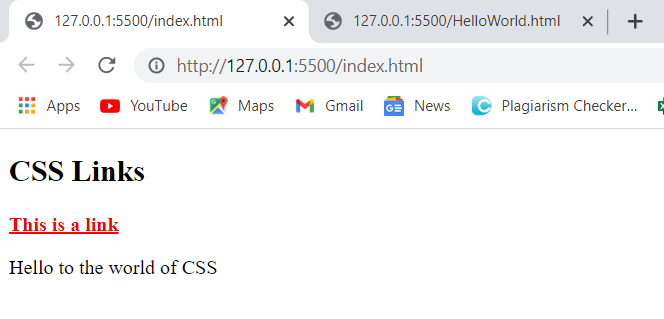 127.0.0.1:5500/index.html 127.0.0.1:5500/HelloWorld.html
http://127.0.0.1:5500/index.html
Apps YouTube Maps Gmail News Plagiarism Checker...
CSS Links
This is a link
Hello to the world of CSS